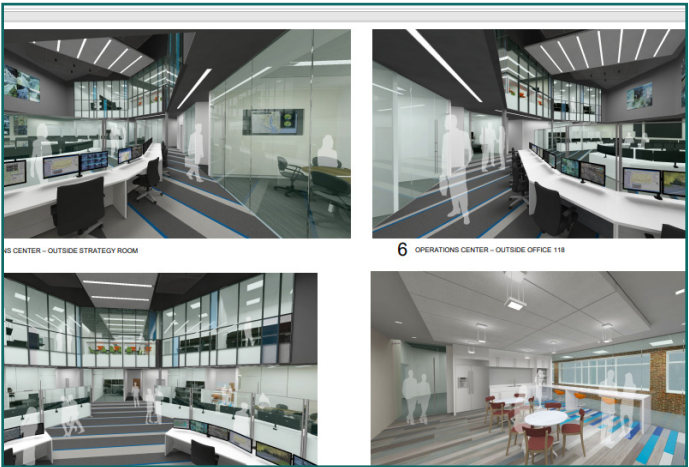 NS CENTER – OUTSIDE STRATEGY ROOM
6 OPERATIONS CENTER – OUTSIDE OFFICE 118